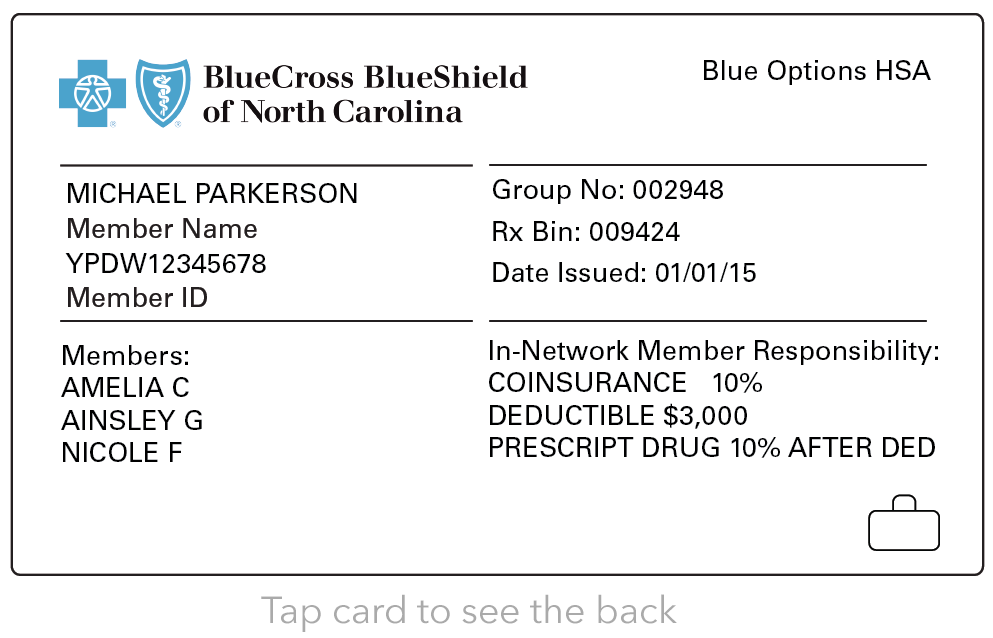 BlueCross BlueShield
of North Carolina
Blue Options HSA
MICHAEL PARKERSON
Member Name
YPDW12345678
Member ID
Group No: 002948
Rx Bin: 009424
Date Issued: 01/01/15
Members:
AMELIA C
AINSLEY G
NICOLE F
In-Network Member Responsibility:
COINSURANCE 10%
DEDUCTIBLE $3,000
PRESCRIPT DRUG 10% AFTER DED
Tap card to see the back